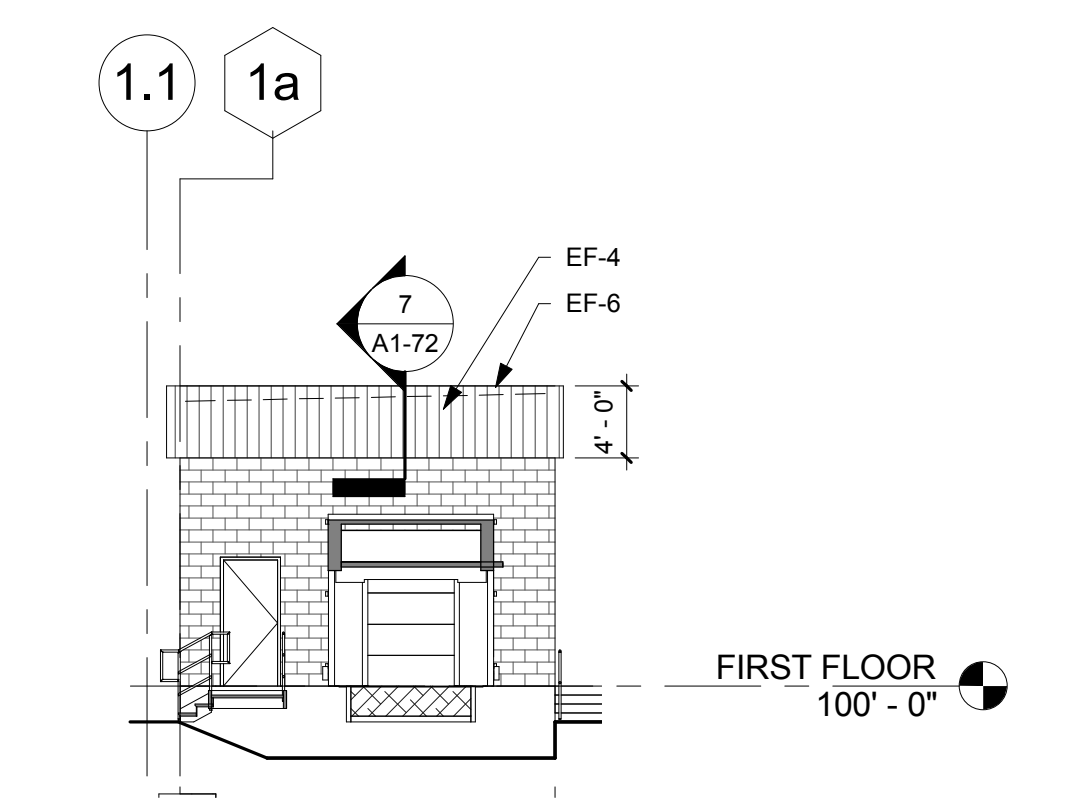 1.1
1a
EF-4
EF-6
7
A1-72
4' - 0"
FIRST FLOOR
100' - 0"